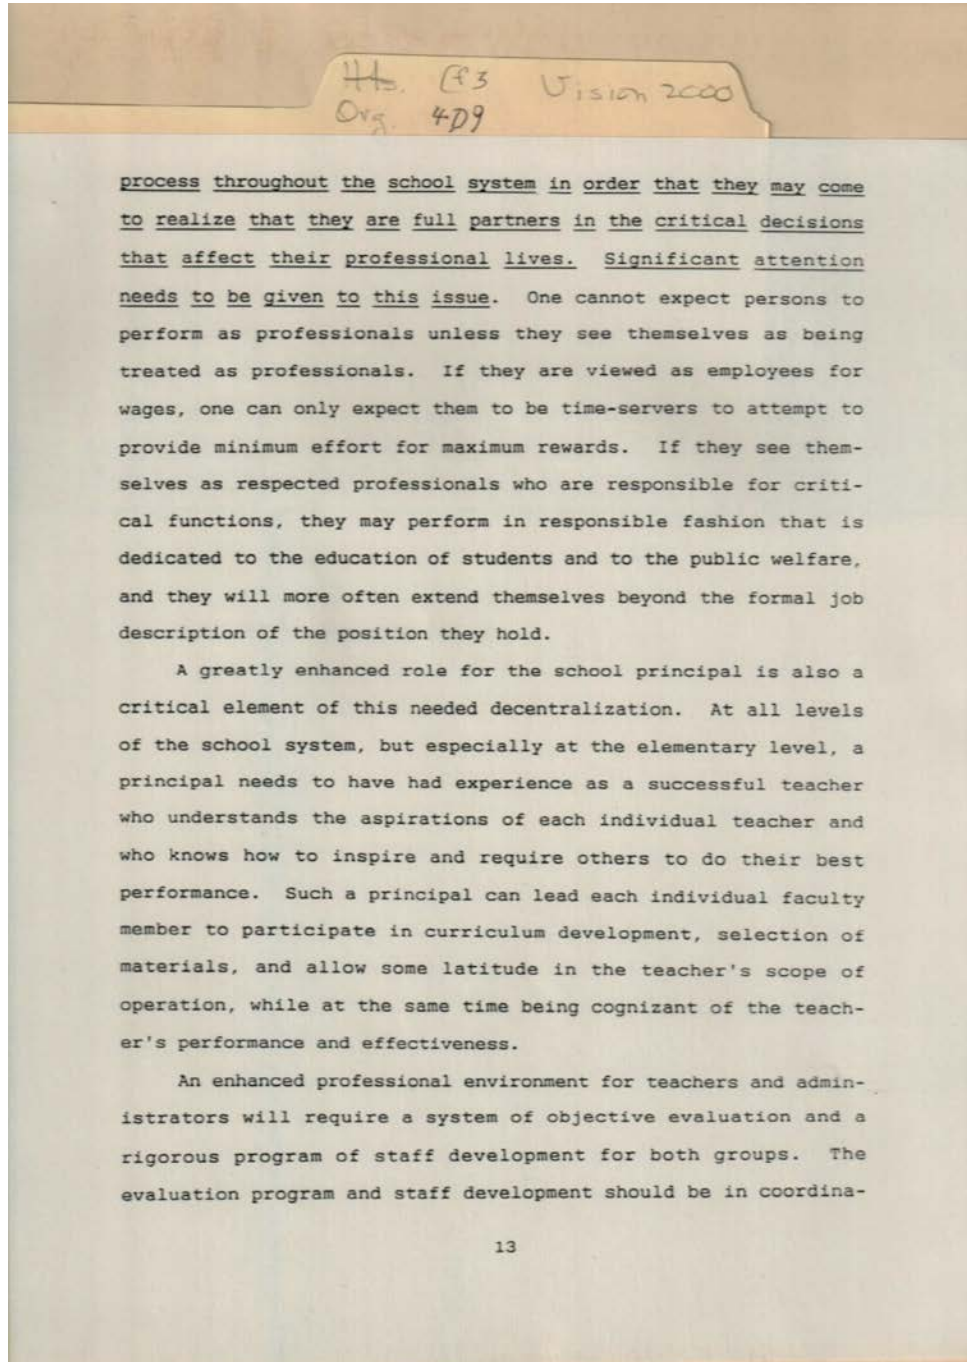 Hts. Cf3 Vision 2000
Org. 4D9
process throughout the school system in order that they may come
to realize that they are full partners in the critical decisions
that affect their professional lives. Significant attention
needs to be given to this issue. One cannot expect persons to
perform as professionals unless they see themselves as being
treated as professionals. If they are viewed as employees for
wages, one can only expect them to be time-servers to attempt to
provide minimum effort for maximum rewards. If they see them-
selves as respected professionals who are responsible for criti-
cal functions, they may perform in responsible fashion that is
dedicated to the education of students and to the public welfare,
and they will more often extend themselves beyond the formal job
description of the position they hold.
A greatly enhanced role for the school principal is also a
critical element of this needed decentralization. At all levels
of the school system, but especially at the elementary level, a
principal needs to have had experience as a successful teacher
who understands the aspirations of each individual teacher and
who knows how to inspire and require others to do their best
performance. Such a principal can lead each individual faculty
member to participate in curriculum development, selection of
materials, and allow some latitude in the teacher's scope of
operation, while at the same time being cognizant of the teach-
er's performance and effectiveness.
An enhanced professional environment for teachers and admin-
istrators will require a system of objective evaluation and a
rigorous program of staff development for both groups. The
evaluation program and staff development should be in coordina-
13